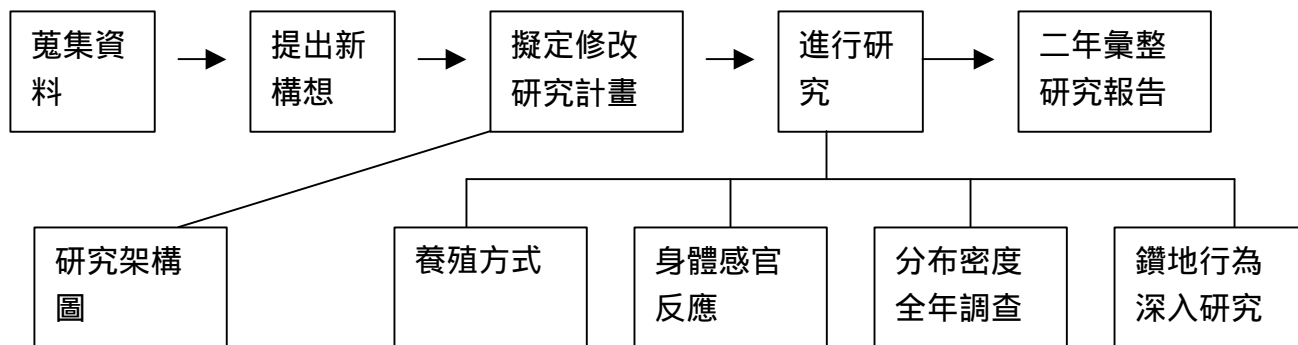 蒐集資
料
提出新
構想
擬定修改
研究計畫
進行研
究
二年彙整
研究報告
研究架構
圖
養殖方式
身體感官
反應
分布密度
全年調查
鑽地行為
深入研究